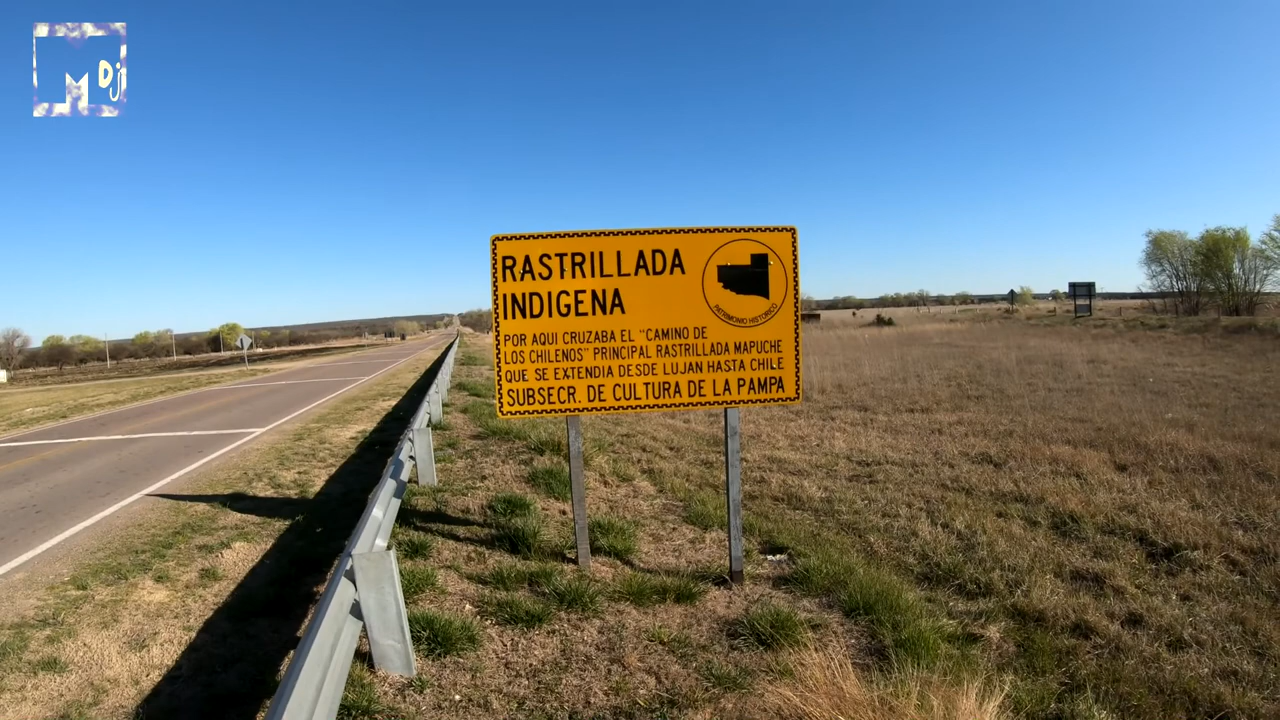 M Dj
RASTRILLADA
INDIGENA
PATRIMONIO HISTORICO
POR AQUI CRUZABA EL "CAMINO DE
LOS CHILENOS" PRINCIPAL RASTRILLADA MAPUCHE
QUE SE EXTENDIA DESDE LUJAN HASTA CHILE
SUBSECR. DE CULTURA DE LA PAMPA